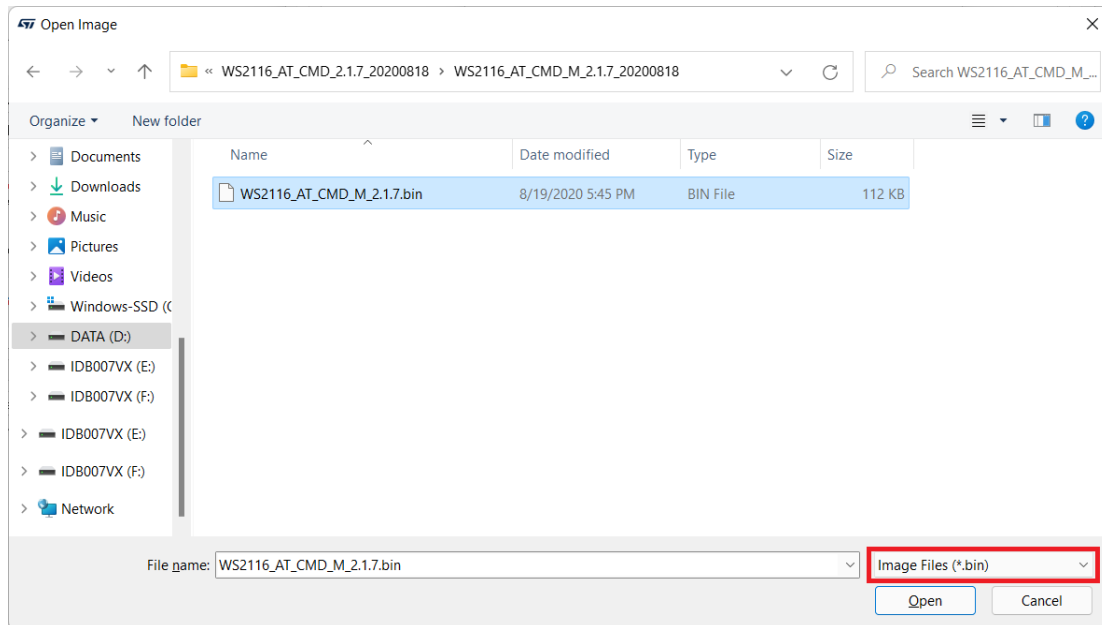 Open Image
« WS2116_AT_CMD_2.1.7_20200818 › WS2116_AT_CMD_M_2.1.7_20200818
Search WS2116_AT_CMD_M_...
Organize
New folder
Name Date modified Type Size
WS2116_AT_CMD_M_2.1.7.bin 8/19/2020 5:45 PM BIN File 112 KB
Documents
Downloads
Music
Pictures
Videos
Windows-SSD (C
DATA (D:)
IDB007VX (E:)
IDB007VX (F:)
IDB007VX (E:)
IDB007VX (F:)
Network
File name: WS2116_AT_CMD_M_2.1.7.bin
Image Files (*.bin)
Open
Cancel